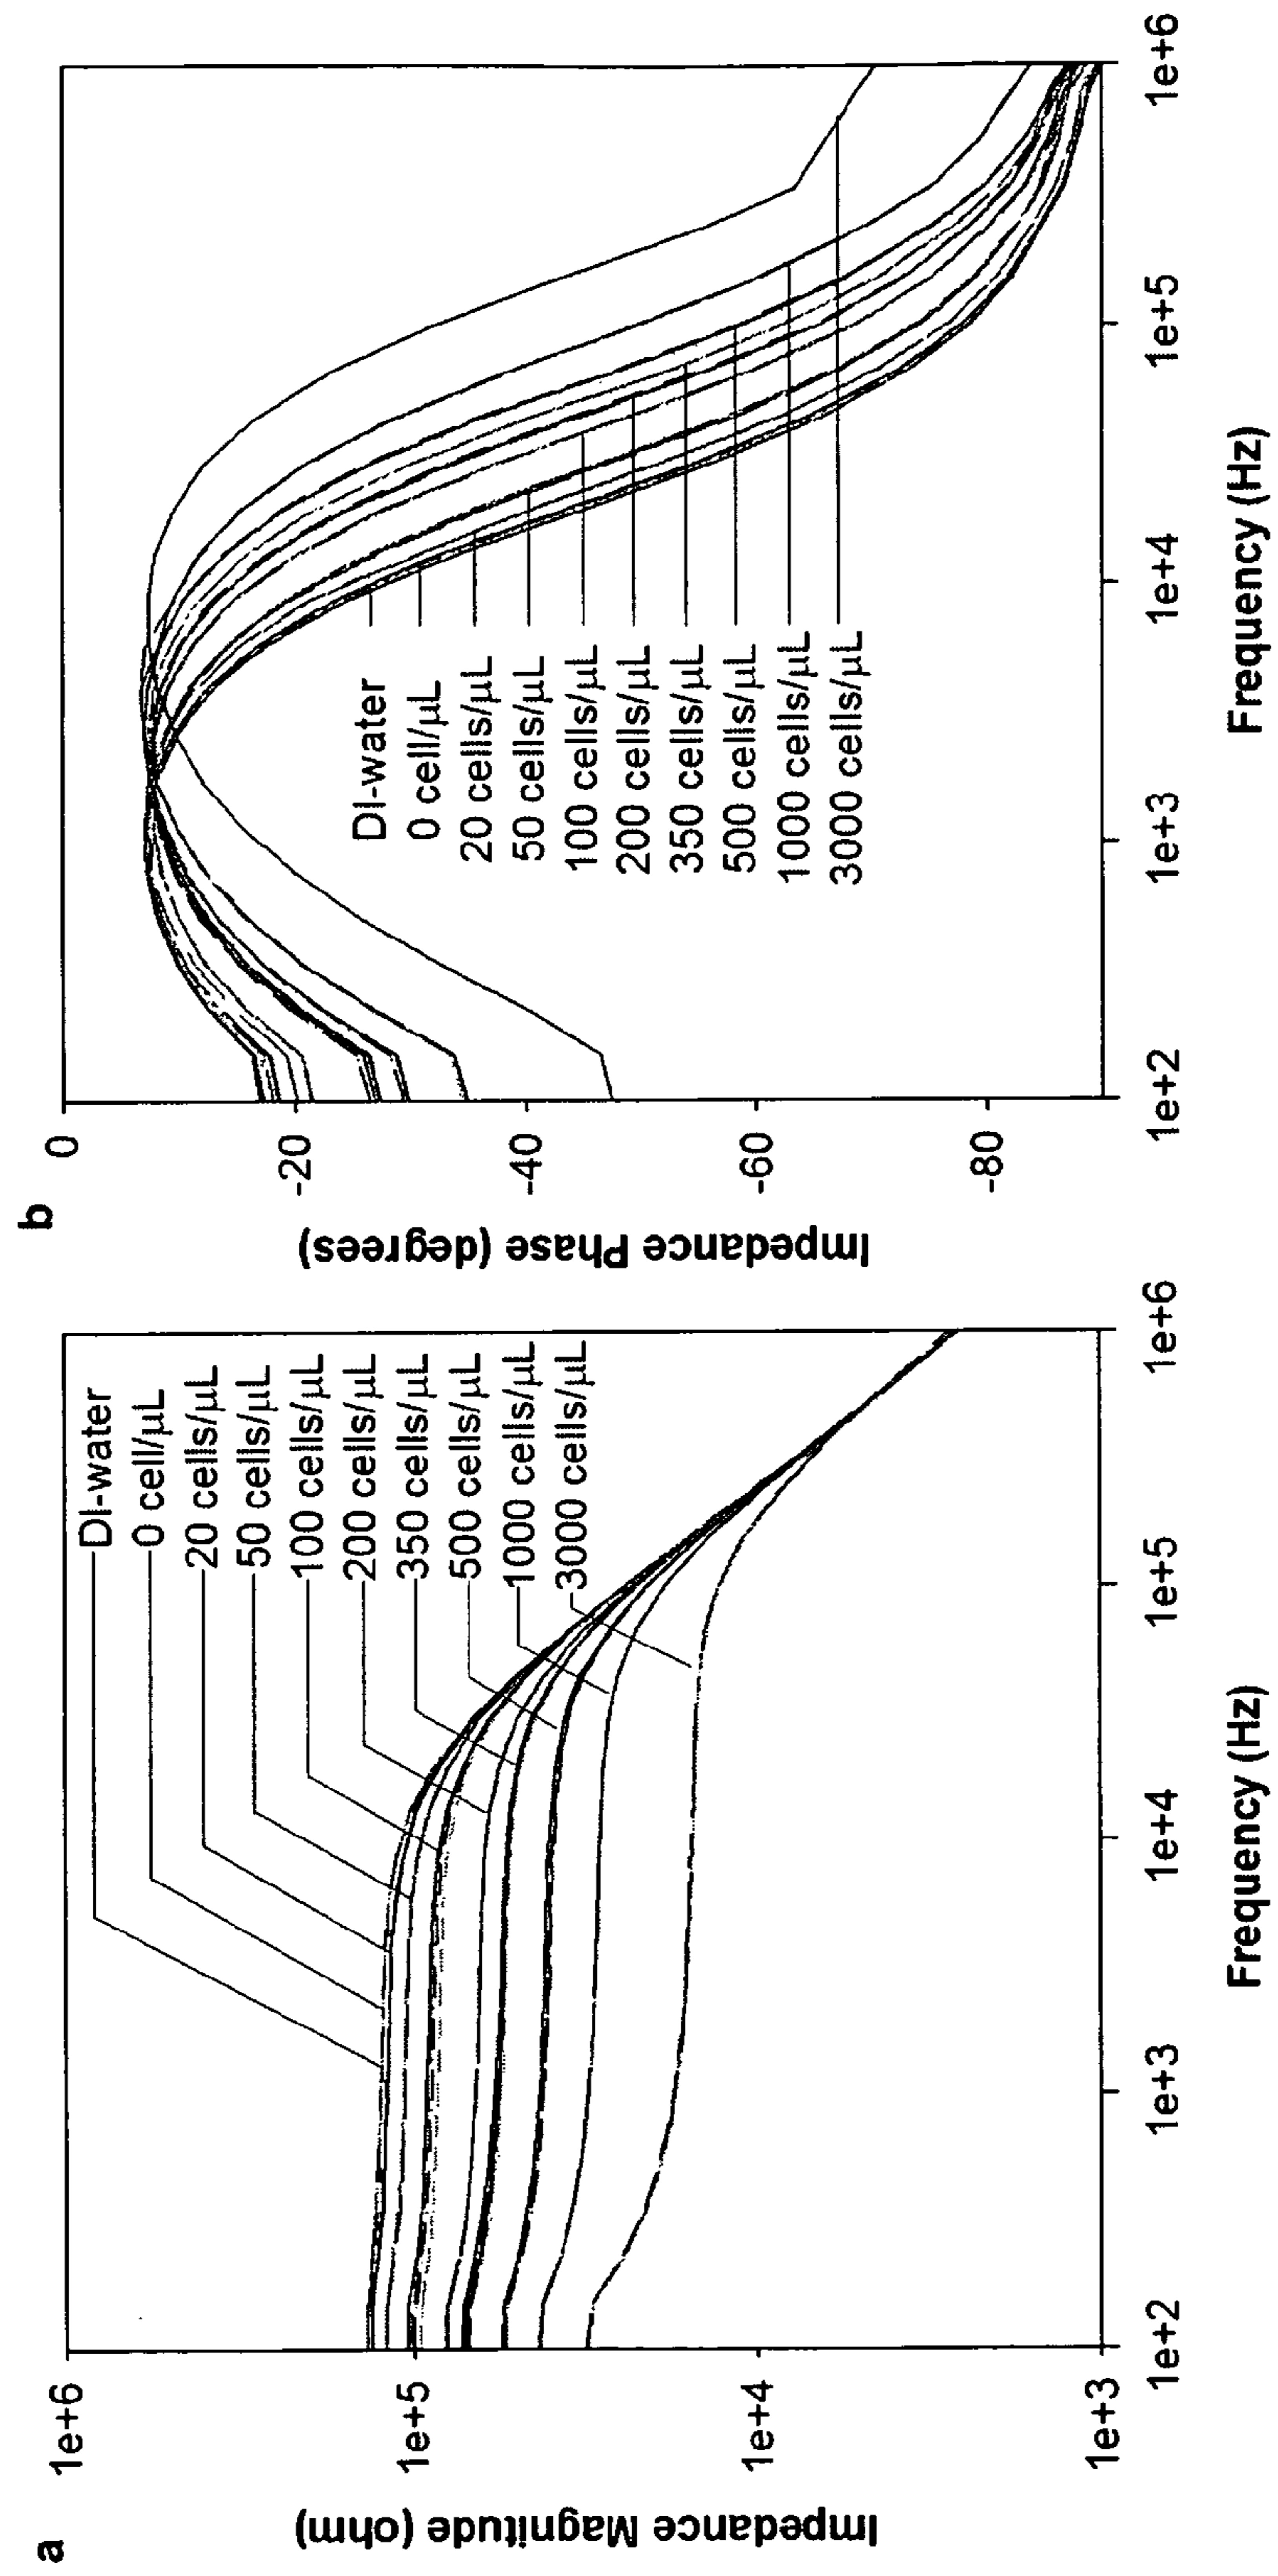 a
Impedance Magnitude (ohm)
1e+6
1e+5
1e+4
1e+3
DI-water
0 cell/μL
20 cells/μL
50 cells/μL
100 cells/μL
200 cells/μL
350 cells/μL
500 cells/μL
1000 cells/μL
3000 cells/μL
1e+2
1e+3
1e+4
1e+5
1e+6
Frequency (Hz)
b
Impedance Phase (degrees)
0
-20
-40
-60
-80
DI-water
0 cell/μL
20 cells/μL
50 cells/μL
100 cells/μL
200 cells/μL
350 cells/μL
500 cells/μL
1000 cells/μL
3000 cells/μL
1e+2
1e+3
1e+4
1e+5
1e+6
Frequency (Hz)